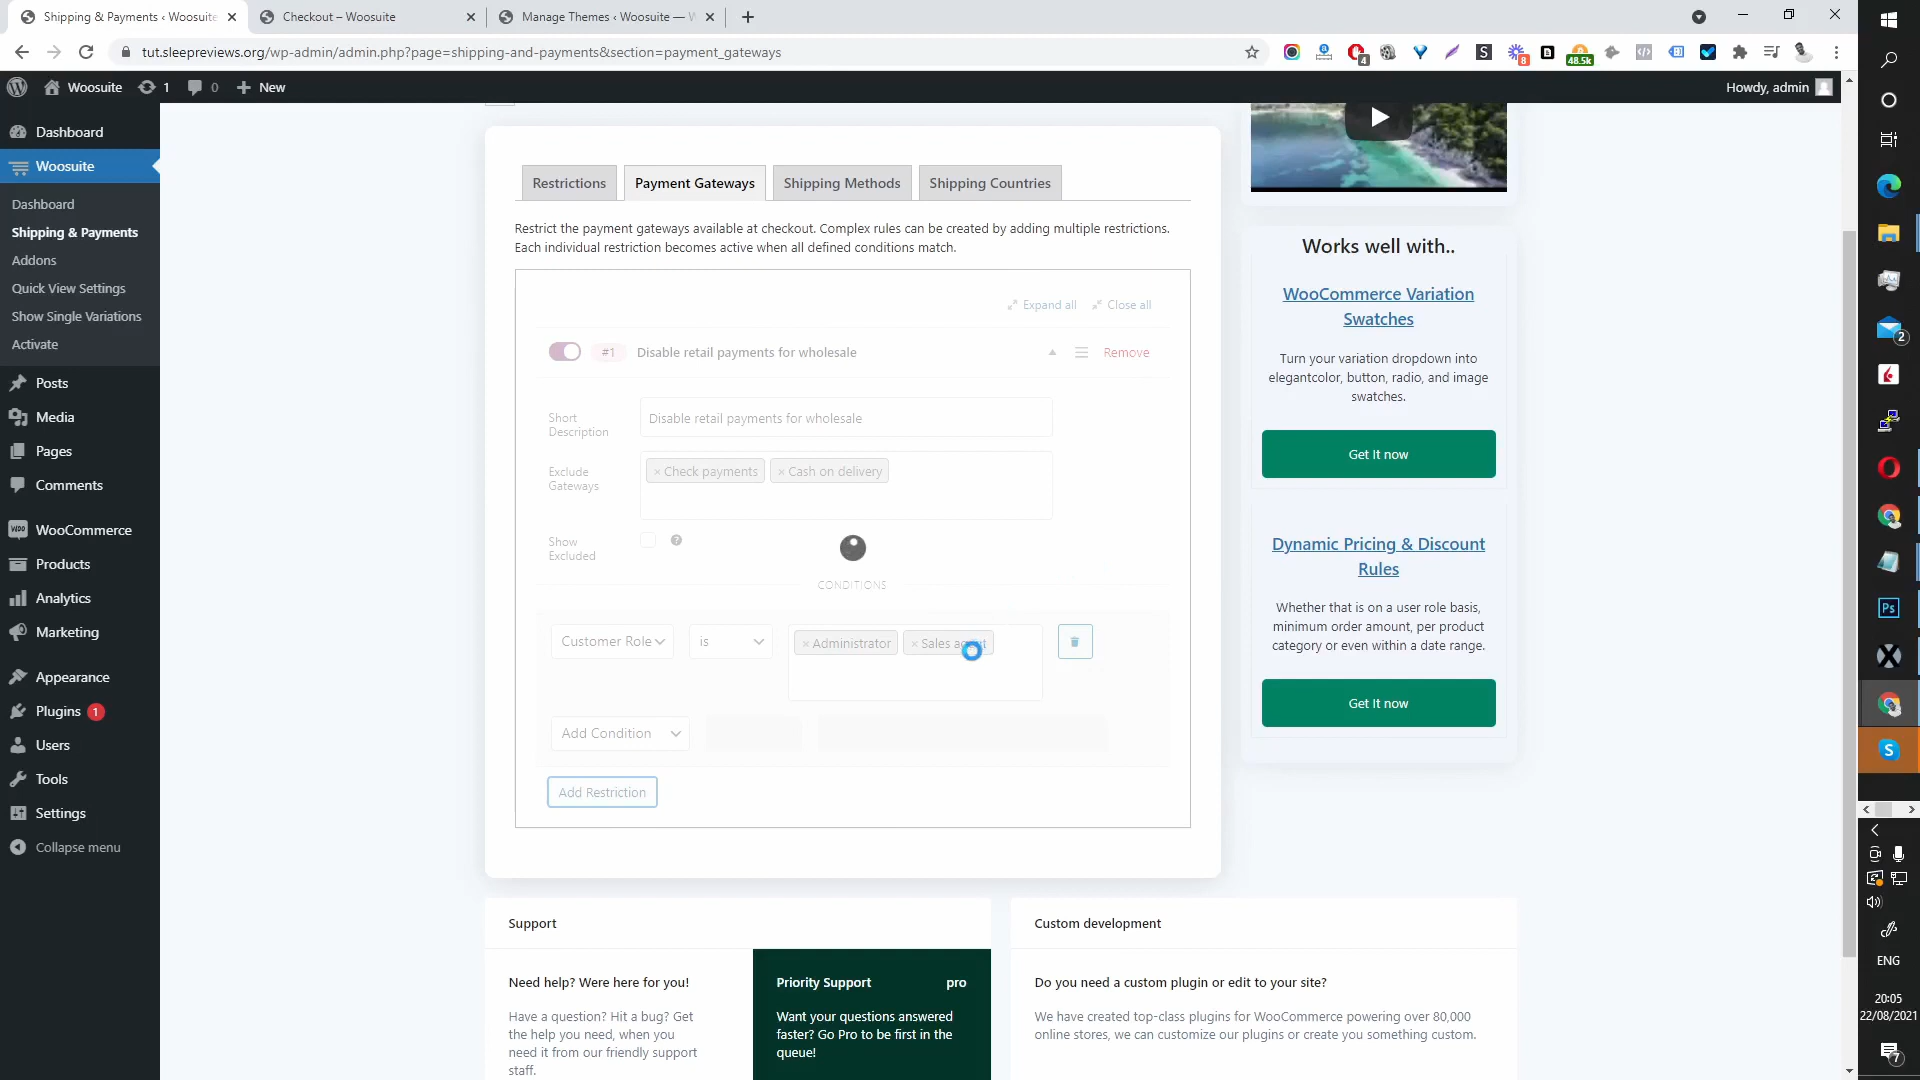 Shipping & Payments ‹ Woosuite
Checkout – Woosuite
Manage Themes ‹ Woosuite —
tut.sleepreviews.org/wp-admin/admin.php?page=shipping-and-payments&section=payment_gateways
4
8
48.5k
Woosuite
1
0
New
Howdy, admin
Dashboard
Woosuite
Dashboard
Shipping & Payments
Addons
Quick View Settings
Show Single Variations
Activate
Posts
Media
Pages
Comments
WooCommerce
Products
Analytics
Marketing
Appearance
Plugins 1
Users
Tools
Settings
Collapse menu
Restrictions
Payment Gateways
Shipping Methods
Shipping Countries
Restrict the payment gateways available at checkout. Complex rules can be created by adding multiple restrictions.
Each individual restriction becomes active when all defined conditions match.
Expand all
Close all
#1
Disable retail payments for wholesale
Remove
Short
Description
Disable retail payments for wholesale
Exclude
Gateways
× Check payments
× Cash on delivery
Show
Excluded
?
CONDITIONS
Customer Role
is
× Administrator
× Sales agent
Add Condition
Add Restriction
Works well with..
WooCommerce Variation
Swatches
Turn your variation dropdown into
elegantcolor, button, radio, and image
swatches.
Get It now
Dynamic Pricing & Discount
Rules
Whether that is on a user role basis,
minimum order amount, per product
category or even within a date range.
Get It now
Support
Need help? Were here for you!
Have a question? Hit a bug? Get
the help you need, when you
need it from our friendly support
staff.
Priority Support
pro
Want your questions answered
faster? Go Pro to be first in the
queue!
Custom development
Do you need a custom plugin or edit to your site?
We have created top-class plugins for WooCommerce powering over 80,000
online stores, we can customize our plugins or create you something custom.
2
Ps
S
ENG
20:05
22/08/2021
7